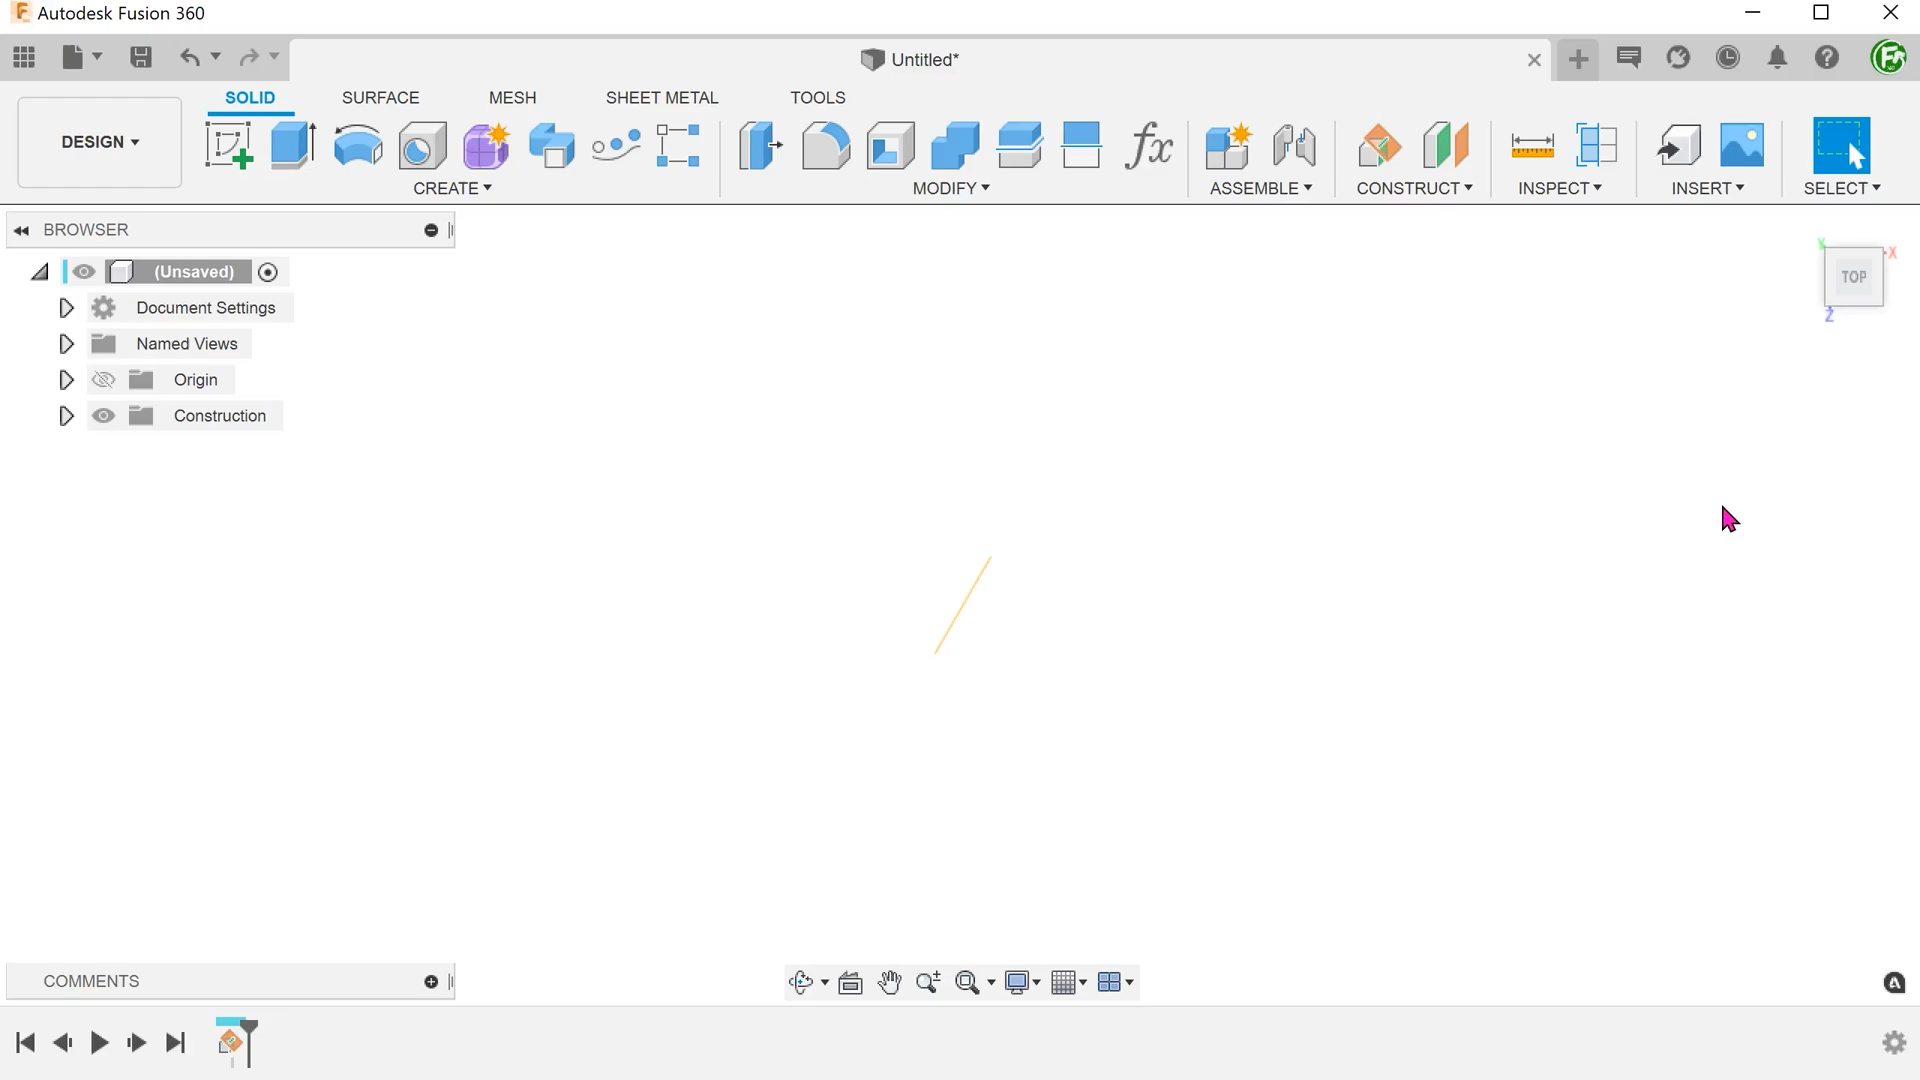 Autodesk Fusion 360
Untitled*
SOLID SURFACE MESH SHEET METAL TOOLS
DESIGN
fx
CREATE MODIFY ASSEMBLE CONSTRUCT INSPECT INSERT SELECT
BROWSER
(Unsaved)
Document Settings
Named Views
Origin
Construction
Y
X
TOP
Z
COMMENTS